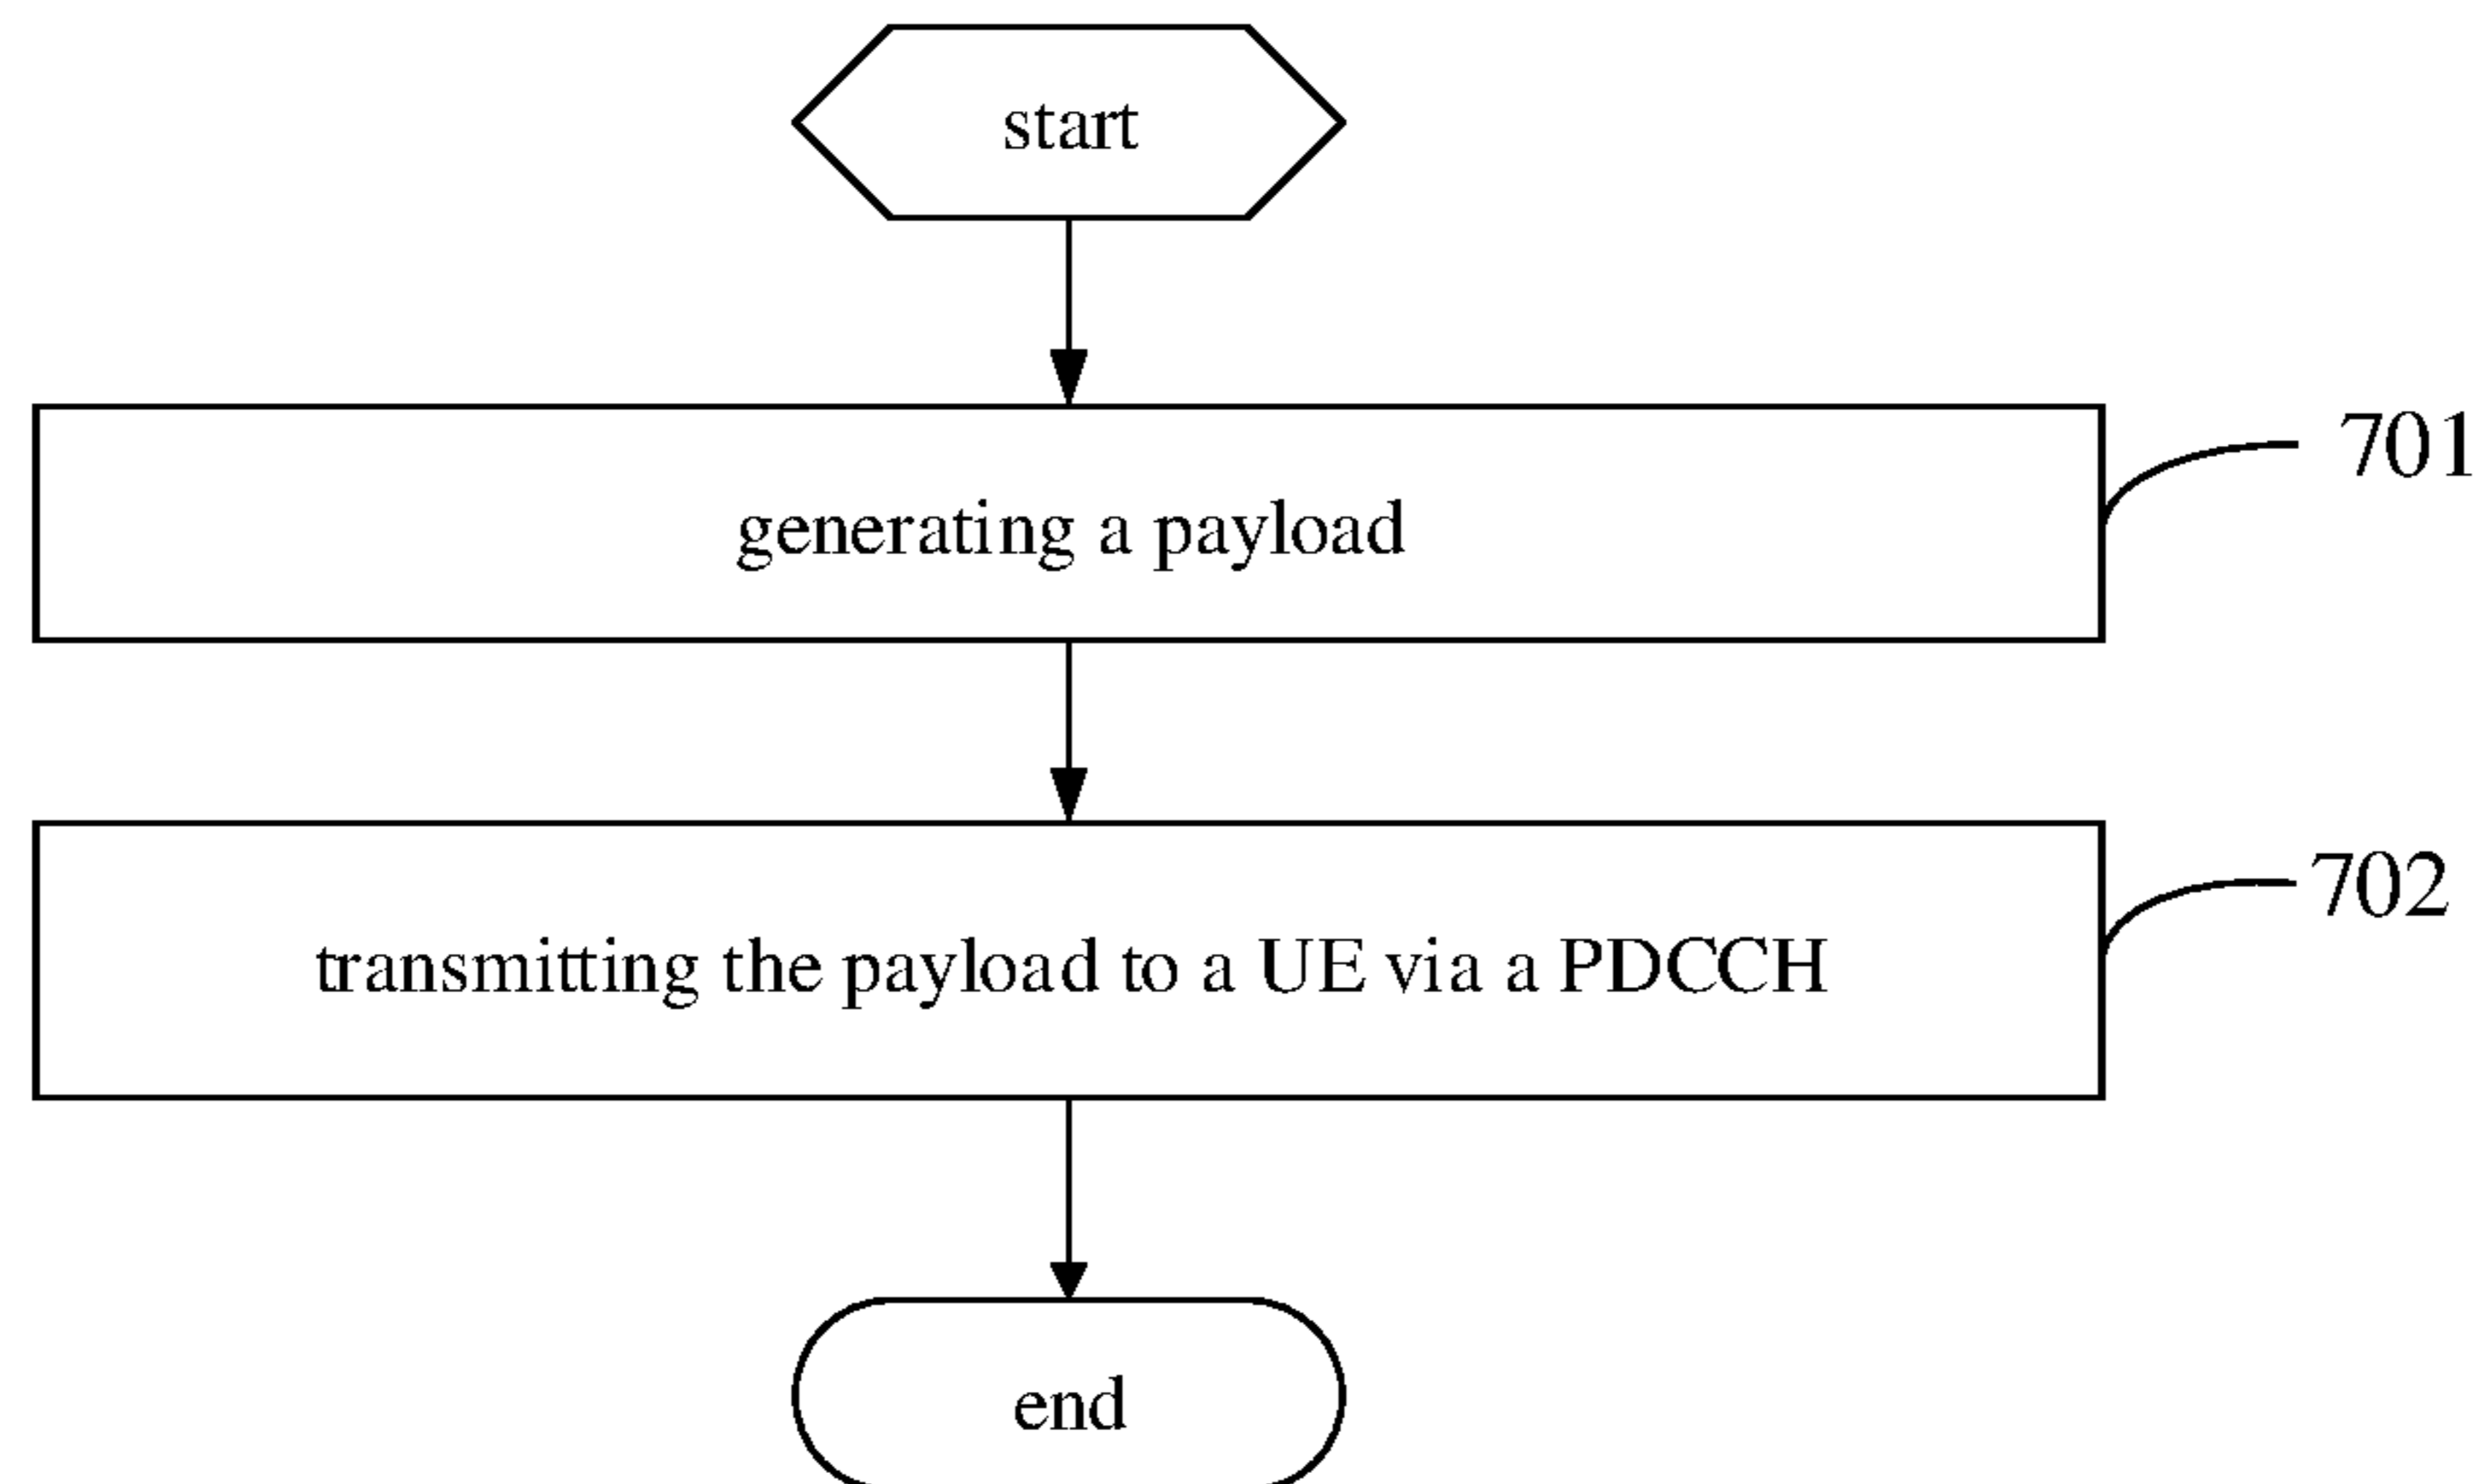 start
generating a payload
701
transmitting the payload to a UE via a PDCCH
702
end